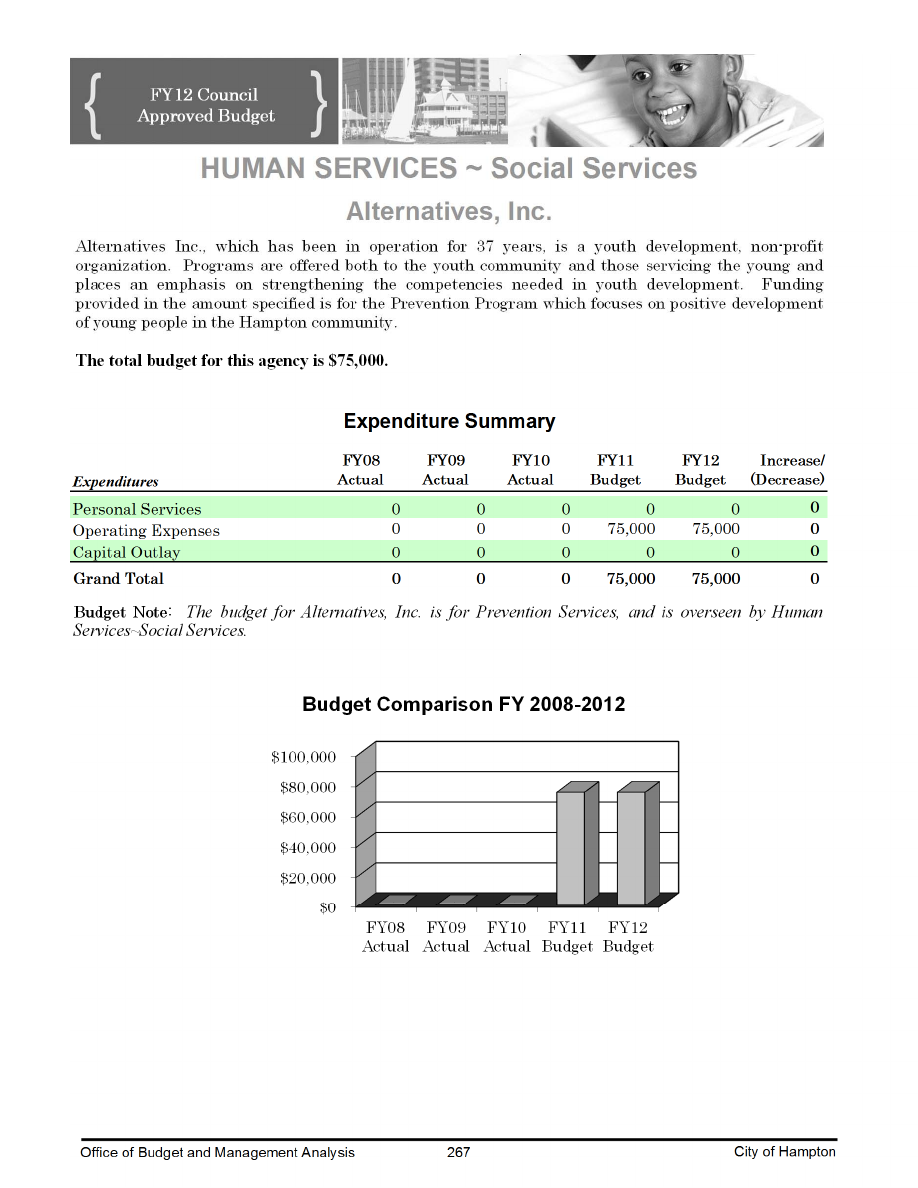 FY12 Council
Approved Budget
HUMAN SERVICES ~ Social Services
Alternatives, Inc.
Alternatives Inc., which has been in operation for 37 years, is a youth development, non-profit
organization. Programs are offered both to the youth community and those servicing the young and
places an emphasis on strengthening the competencies needed in youth development. Funding
provided in the amount specified is for the Prevention Program which focuses on positive development
of young people in the Hampton community.
The total budget for this agency is $75,000.
Expenditure Summary
FY08 FY09 FY10 FY11 FY12 Increase/
Expenditures Actual Actual Actual Budget Budget (Decrease)
Personal Services 0 0 0 0 0 0
Operating Expenses 0 0 0 75,000 75,000 0
Capital Outlay 0 0 0 0 0 0
Grand Total 0 0 0 75,000 75,000 0
Budget Note: The budget for Alternatives, Inc. is for Prevention Services, and is overseen by Human
Services~Social Services.
Budget Comparison FY 2008-2012
$100,000
$80,000
$60,000
$40,000
$20,000
$0
FY08 FY09 FY10 FY11 FY12
Actual Actual Actual Budget Budget
Office of Budget and Management Analysis 267 City of Hampton